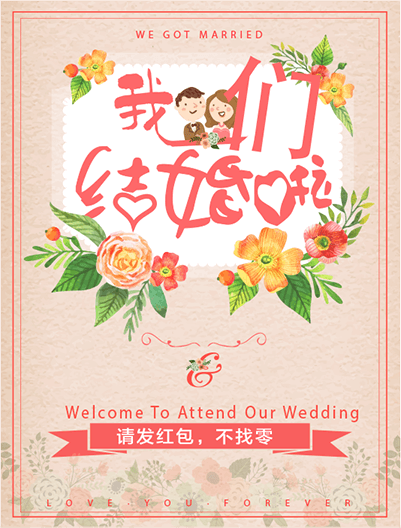 WE GOT MARRIED
我们
结婚啦
&
Welcome To Attend Our Wedding
请发红包，不找零
LOVE YOU FOREVER